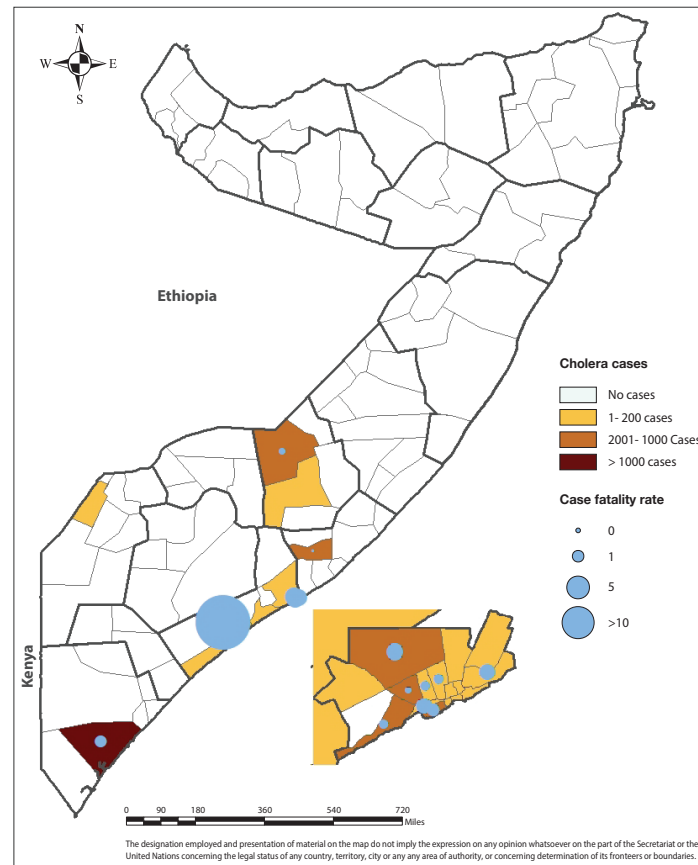 N
W E
S
Ethiopia
Kenya
Cholera cases
No cases
1- 200 cases
2001- 1000 Cases
> 1000 cases
Case fatality rate
0
1
5
>10
0 90 180 360 540 720
Miles
The designation employed and presentation of material on the map do not imply the expression on any opinion whatsoever on the part of the Secretariat or the
United Nations concerning the legal status of any country, territory, city or any any area of authority, or concerning determination of its fronteers or boundaries.